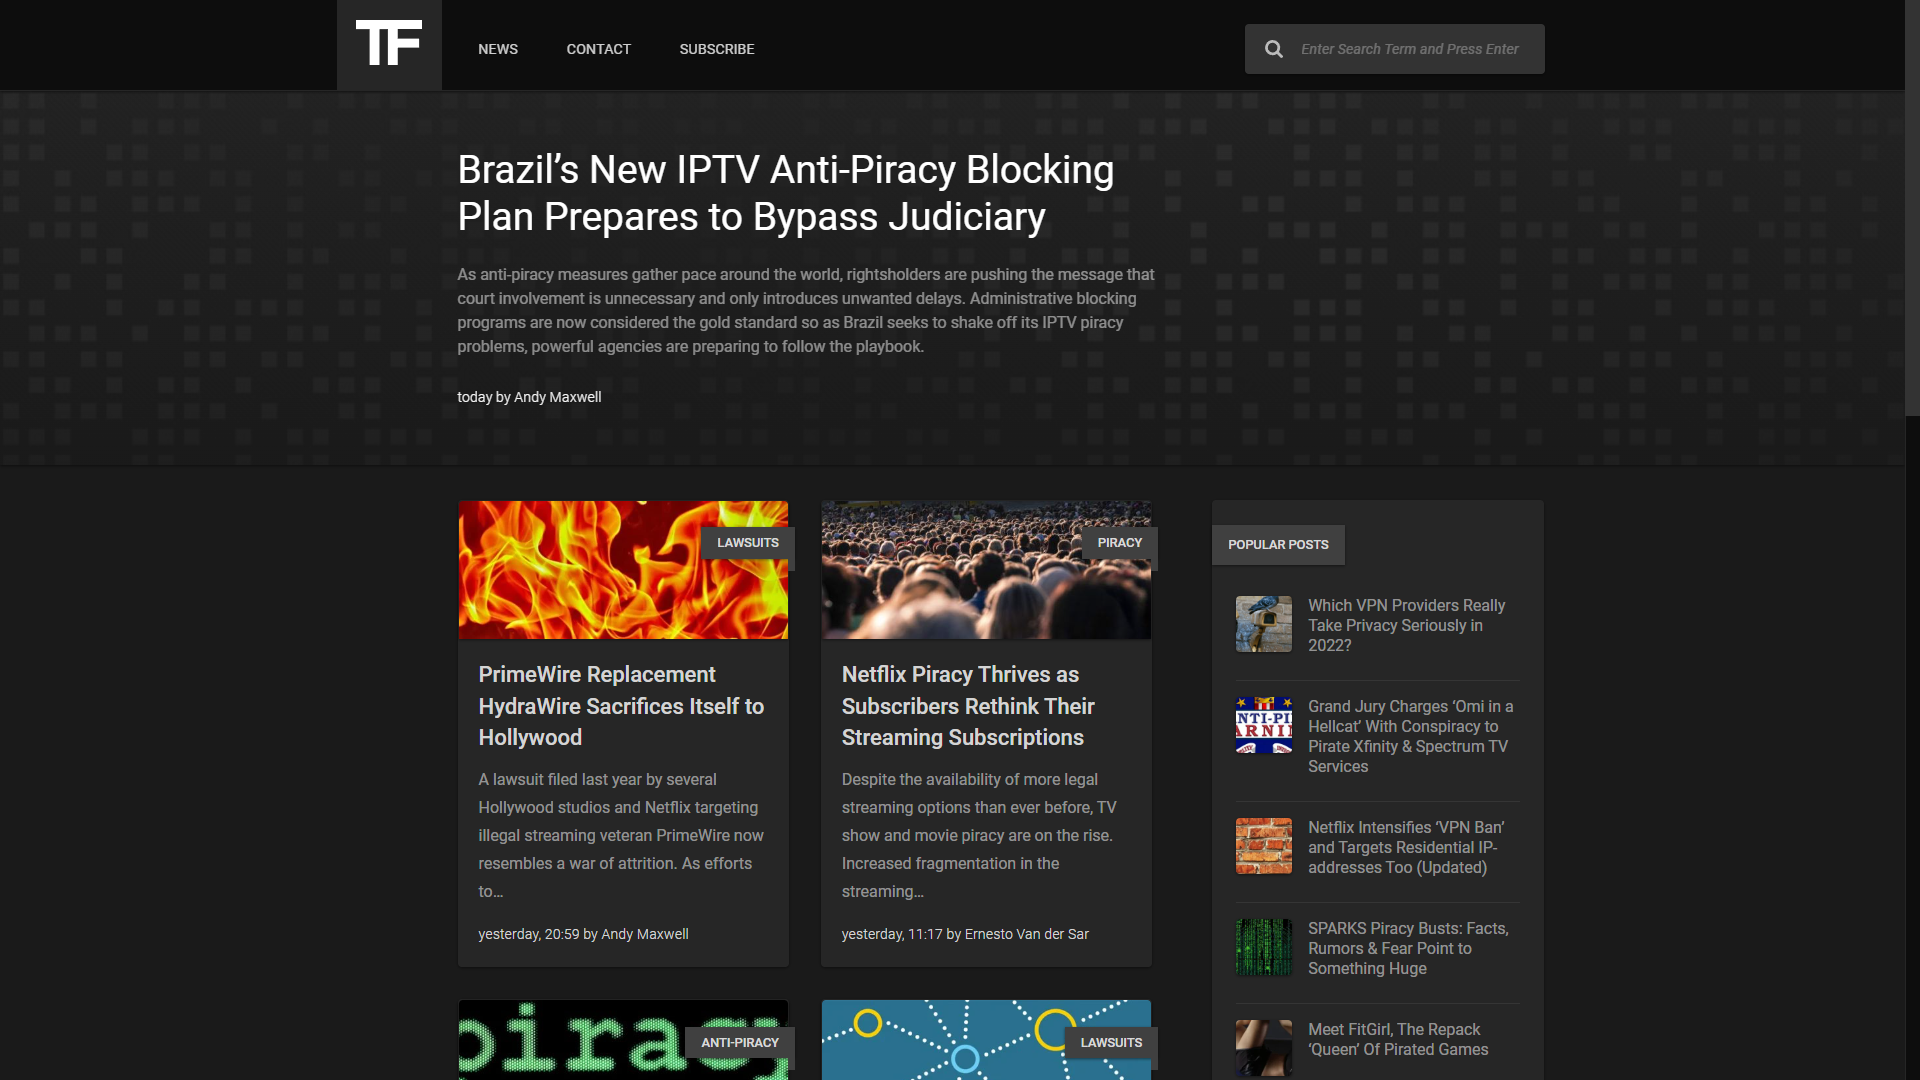 TF
NEWS
CONTACT
SUBSCRIBE
Enter Search Term and Press Enter
Brazil’s New IPTV Anti-Piracy Blocking
Plan Prepares to Bypass Judiciary
As anti-piracy measures gather pace around the world, rightsholders are pushing the message that
court involvement is unnecessary and only introduces unwanted delays. Administrative blocking
programs are now considered the gold standard so as Brazil seeks to shake off its IPTV piracy
problems, powerful agencies are preparing to follow the playbook.
today by Andy Maxwell
LAWSUITS
PrimeWire Replacement
HydraWire Sacrifices Itself to
Hollywood
A lawsuit filed last year by several
Hollywood studios and Netflix targeting
illegal streaming veteran PrimeWire now
resembles a war of attrition. As efforts
to...
yesterday, 20:59 by Andy Maxwell
PIRACY
Netflix Piracy Thrives as
Subscribers Rethink Their
Streaming Subscriptions
Despite the availability of more legal
streaming options than ever before, TV
show and movie piracy are on the rise.
Increased fragmentation in the
streaming...
yesterday, 11:17 by Ernesto Van der Sar
piracy
ANTI-PIRACY
LAWSUITS
POPULAR POSTS
Which VPN Providers Really
Take Privacy Seriously in
2022?
NTI-PI
ARNI
Grand Jury Charges ‘Omi in a
Hellcat’ With Conspiracy to
Pirate Xfinity & Spectrum TV
Services
Netflix Intensifies ‘VPN Ban’
and Targets Residential IP-
addresses Too (Updated)
SPARKS Piracy Busts: Facts,
Rumors & Fear Point to
Something Huge
Meet FitGirl, The Repack
‘Queen’ Of Pirated Games